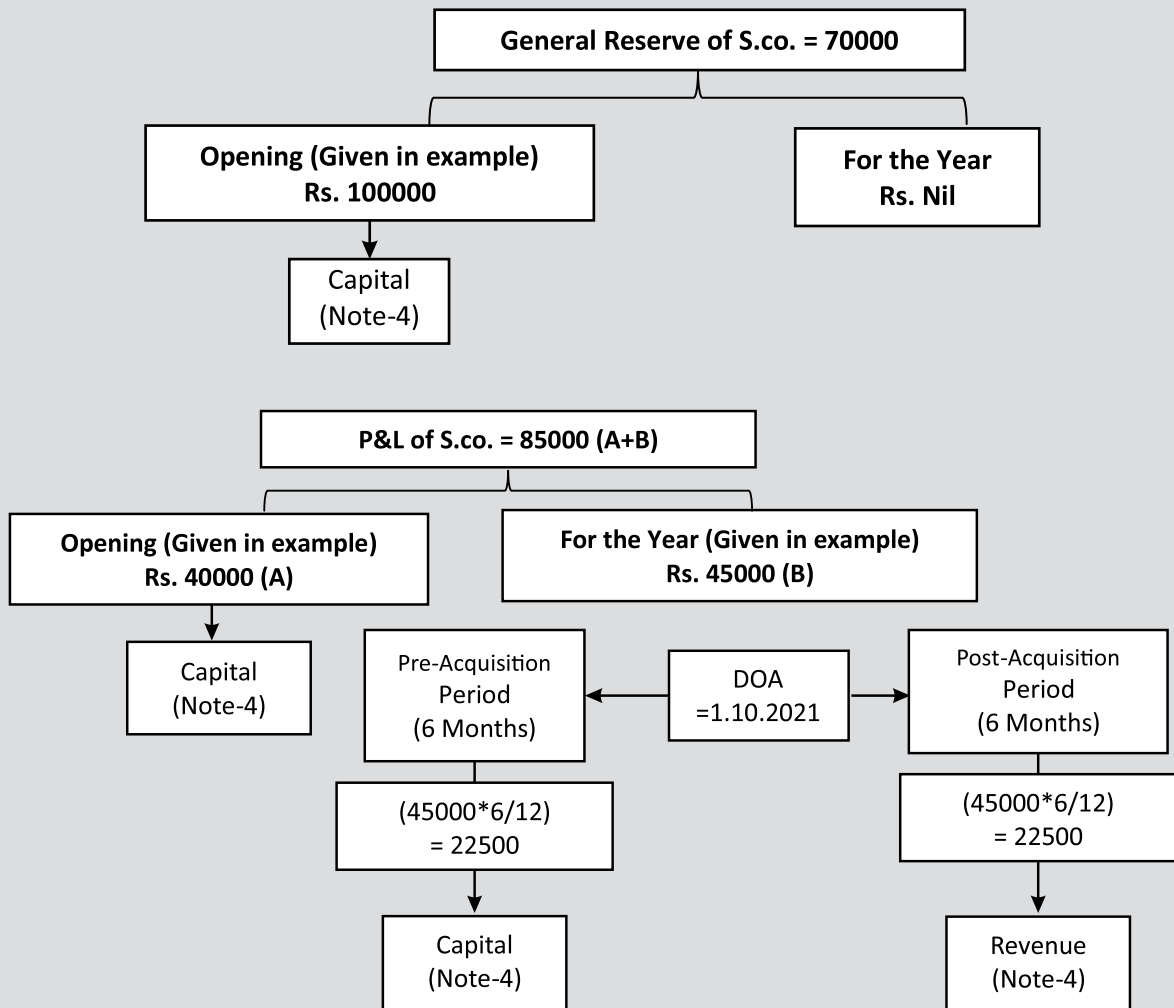 General Reserve of S.co. = 70000
Opening (Given in example)
Rs. 100000
For the Year
Rs. Nil
Capital
(Note-4)
P&L of S.co. = 85000 (A+B)
Opening (Given in example)
Rs. 40000 (A)
For the Year (Given in example)
Rs. 45000 (B)
Capital
(Note-4)
Pre-Acquisition
Period
(6 Months)
DOA
=1.10.2021
Post-Acquisition
Period
(6 Months)
(45000*6/12)
= 22500
(45000*6/12)
= 22500
Capital
(Note-4)
Revenue
(Note-4)